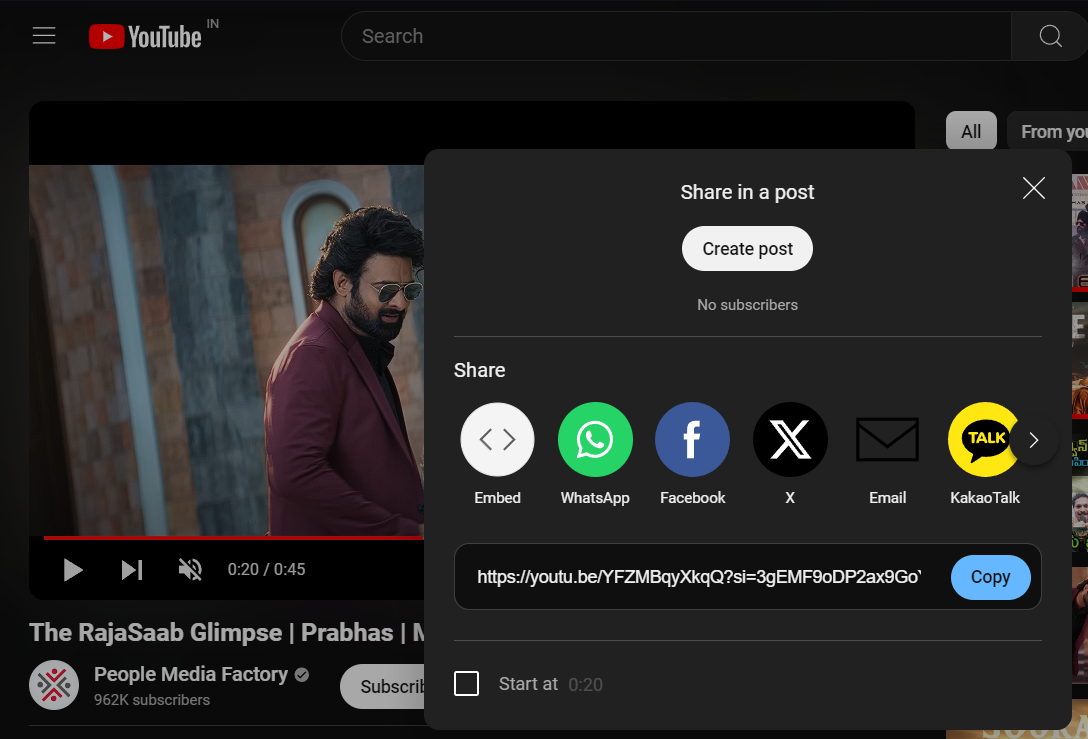 YouTube IN
Search
All
From you
Share in a post
Create post
No subscribers
Share
TALK
Embed
WhatsApp
Facebook
X
Email
KakaoTalk
0:20 / 0:45
https://youtu.be/YFZMBqyXkqQ?si=3gEMF9oDP2ax9Go
Copy
The RajaSaab Glimpse | Prabhas |
People Media Factory
962K subscribers
Subscrib
Start at 0:20